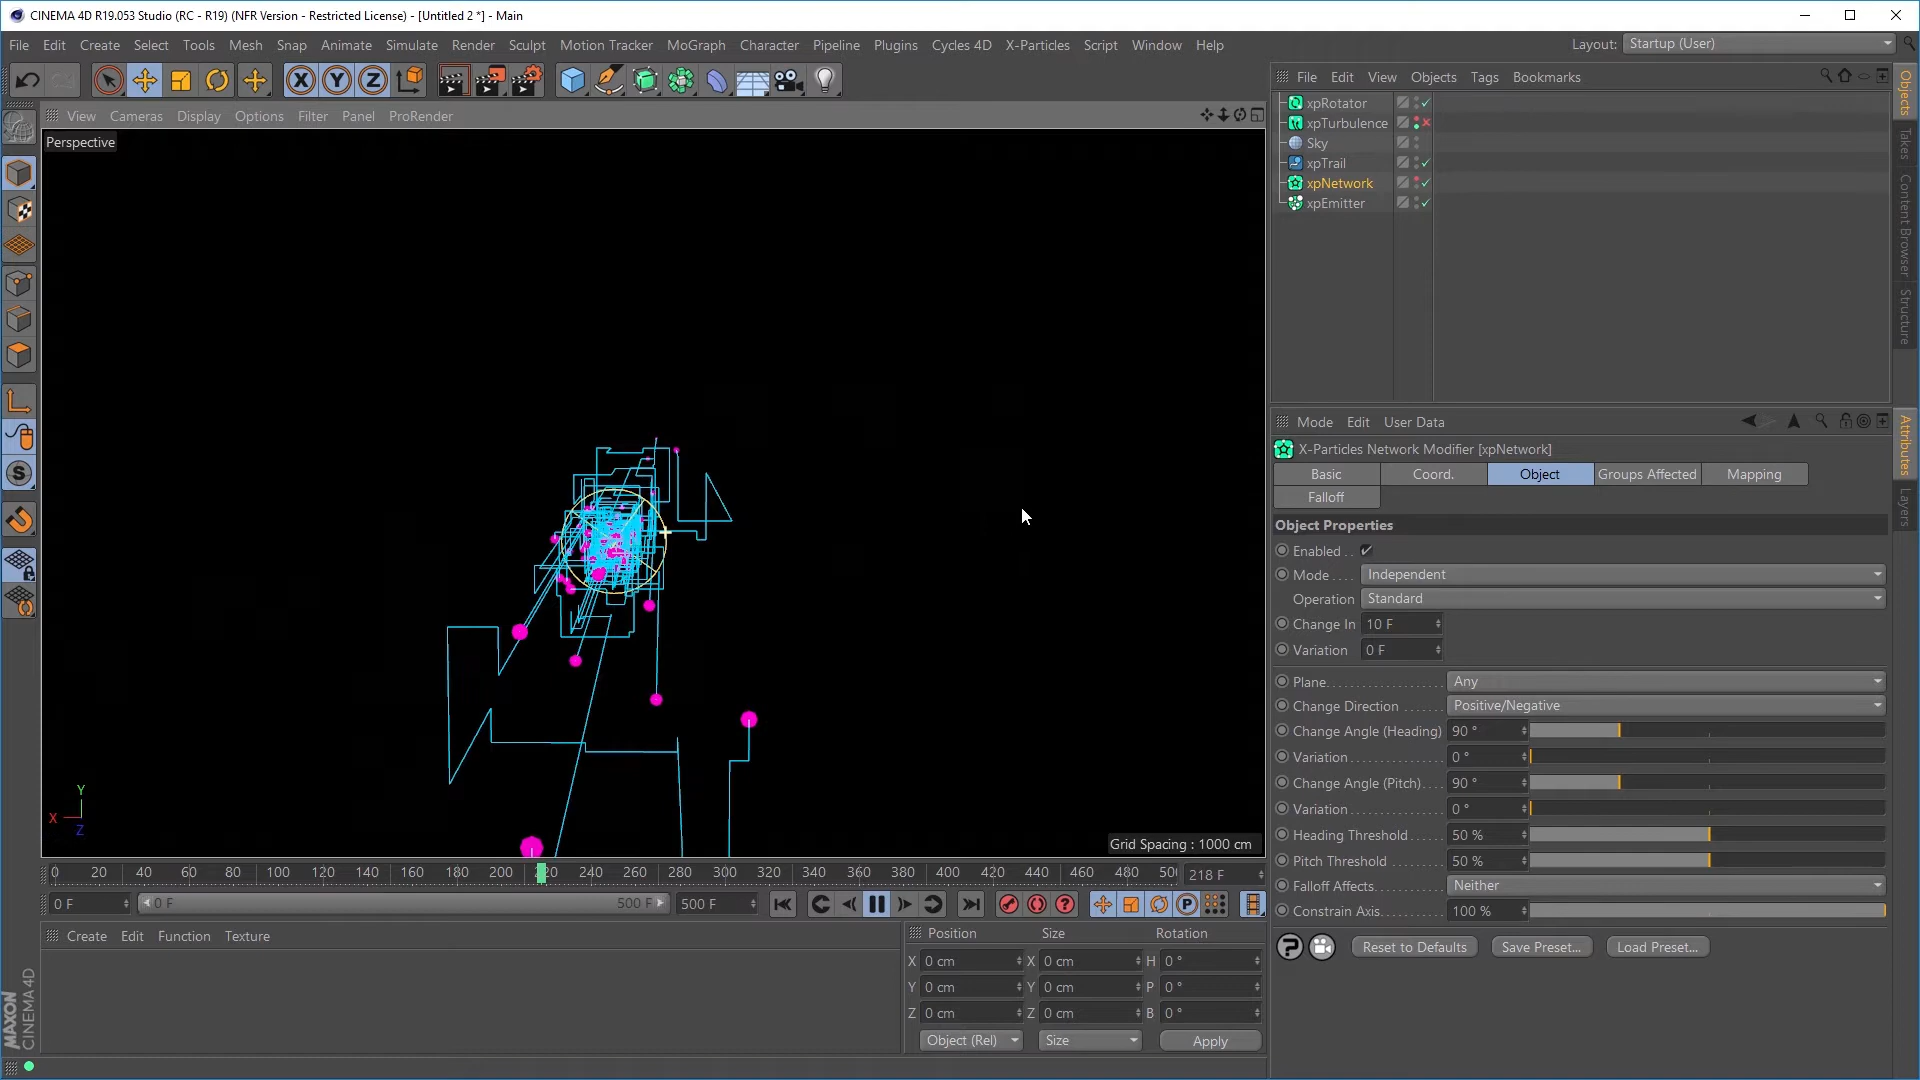 CINEMA 4D R19.053 Studio (RC - R19) (NFR Version - Restricted License) - [Untitled 2 *] - Main
File Edit Create Select Tools Mesh Snap Animate Simulate Render Sculpt Motion Tracker MoGraph Character Pipeline Plugins Cycles 4D X-Particles Script Window Help
Layout: Startup (User)
X Y Z
File Edit View Objects Tags Bookmarks
View Cameras Display Options Filter Panel ProRender
Perspective
xpRotator
xpTurbulence
Sky
xpTrail
xpNetwork
xpEmitter
Objects
Takes
Content Browser
Structure
Mode Edit User Data
X-Particles Network Modifier [xpNetwork]
Basic Coord. Object Groups Affected Mapping
Falloff
Object Properties
Enabled . .
Mode . . . . Independent
Operation Standard
Change In 10 F
Variation 0 F
Plane. . . . . . . . . . . . . Any
Change Direction . . . . . . Positive/Negative
Change Angle (Heading) 90 °
Variation . . . . . . . . . . 0 °
Change Angle (Pitch). . . 90 °
Variation . . . . . . . . . . 0 °
Heading Threshold . . . . . 50 %
Pitch Threshold . . . . . . 50 %
Falloff Affects. . . . . . . . Neither
Constrain Axis. . . . . . . . 100 %
Reset to Defaults Save Preset... Load Preset...
Attributes
Layers
Y
X
Z
Grid Spacing : 1000 cm
0 20 40 60 80 100 120 140 160 180 200 220 240 260 280 300 320 340 360 380 400 420 440 460 480 50 218 F
0 F 0 F 500 F 500 F
P
Create Edit Function Texture
Position Size Rotation
X 0 cm X 0 cm H 0 °
Y 0 cm Y 0 cm P 0 °
Z 0 cm Z 0 cm B 0 °
Object (Rel) Size Apply
MAXON
CINEMA 4D